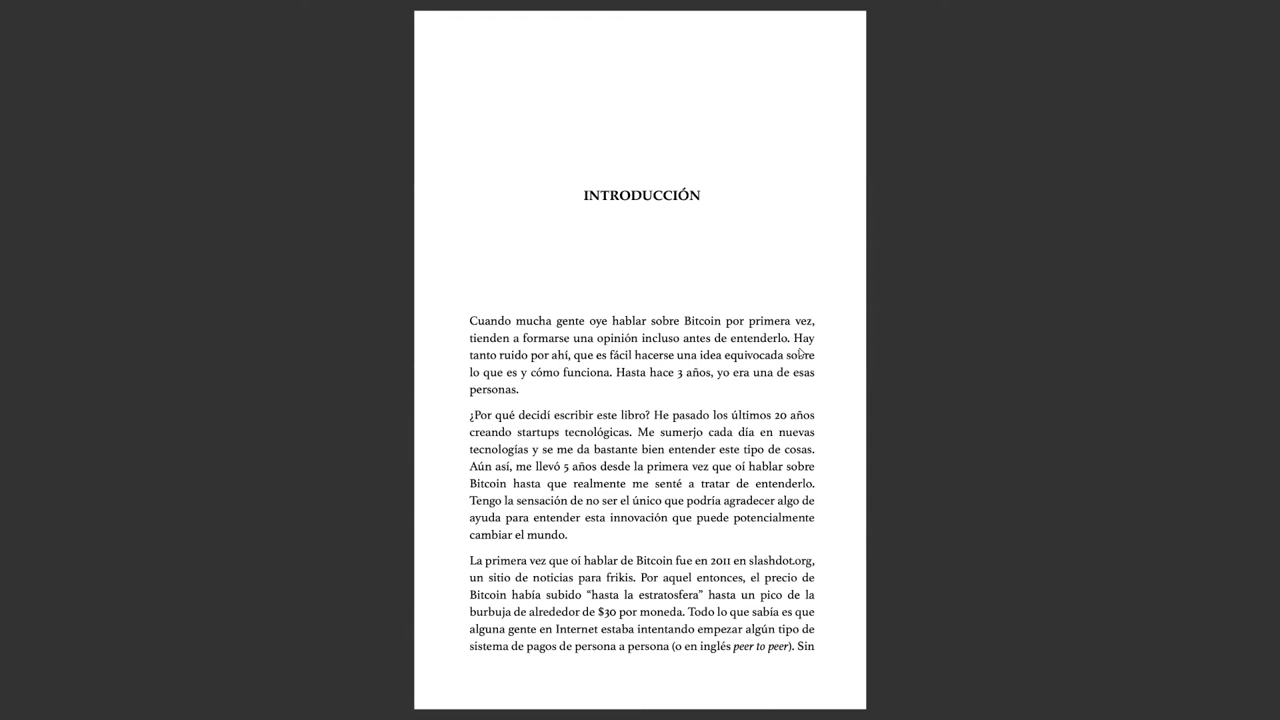 INTRODUCCIÓN
Cuando mucha gente oye hablar sobre Bitcoin por primera vez,
tienden a formarse una opinión incluso antes de entenderlo. Hay
tanto ruido por ahí, que es fácil hacerse una idea equivocada sobre
lo que es y cómo funciona. Hasta hace 3 años, yo era una de esas
personas.
¿Por qué decidí escribir este libro? He pasado los últimos 20 años
creando startups tecnológicas. Me sumerjo cada día en nuevas
tecnologías y se me da bastante bien entender este tipo de cosas.
Aún así, me llevó 5 años desde la primera vez que oí hablar sobre
Bitcoin hasta que realmente me senté a tratar de entenderlo.
Tengo la sensación de no ser el único que podría agradecer algo de
ayuda para entender esta innovación que puede potencialmente
cambiar el mundo.
La primera vez que oí hablar de Bitcoin fue en 2011 en slashdot.org,
un sitio de noticias para frikis. Por aquel entonces, el precio de
Bitcoin había subido “hasta la estratosfera” hasta un pico de la
burbuja de alrededor de $30 por moneda. Todo lo que sabía es que
alguna gente en Internet estaba intentando empezar algún tipo de
sistema de pagos de persona a persona (o en inglés peer to peer). Sin